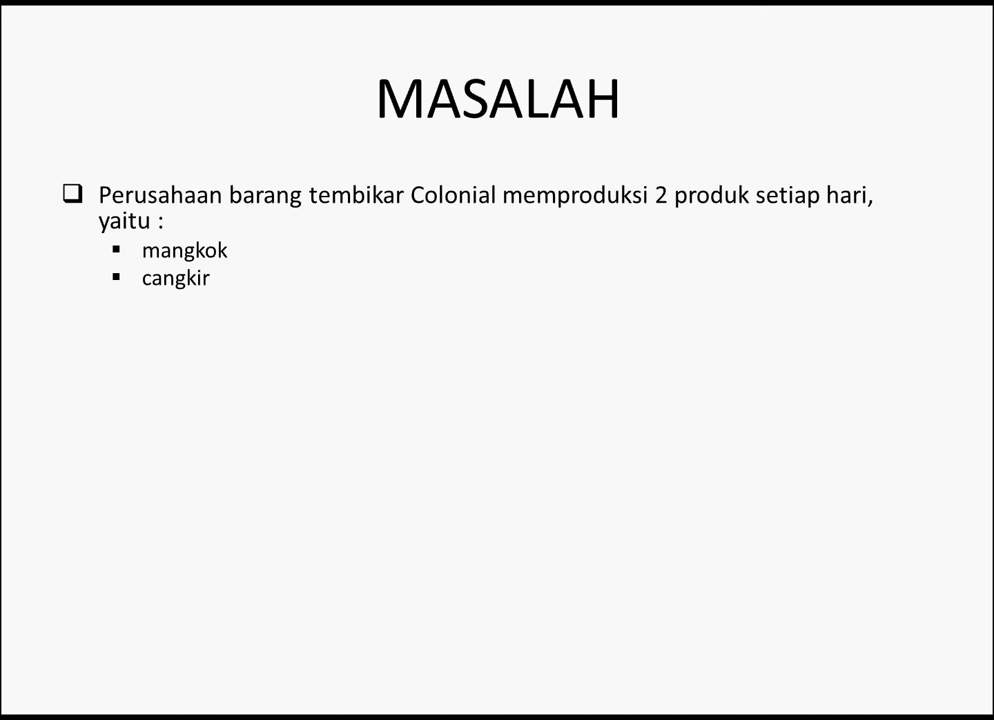 MASALAH
Perusahaan barang tembikar Colonial memproduksi 2 produk setiap hari,
yaitu :
mangkok
cangkir